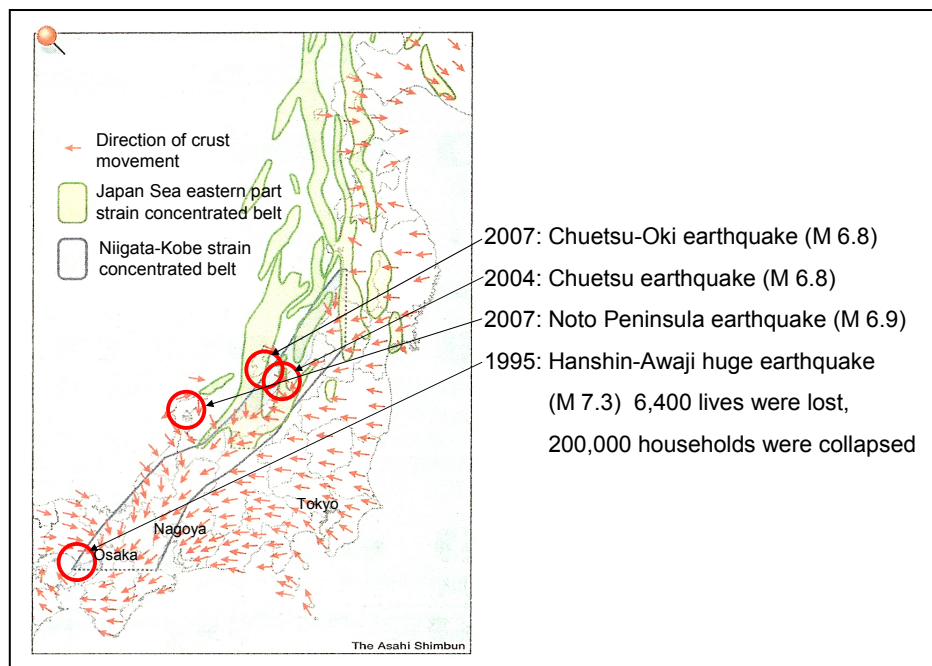 Direction of crust
movement
Japan Sea eastern part
strain concentrated belt
Niigata-Kobe strain
concentrated belt
2007: Chuetsu-Oki earthquake (M 6.8)
2004: Chuetsu earthquake (M 6.8)
2007: Noto Peninsula earthquake (M 6.9)
1995: Hanshin-Awaji huge earthquake
(M 7.3) 6,400 lives were lost,
200,000 households were collapsed
Tokyo
Nagoya
Osaka
The Asahi Shimbun